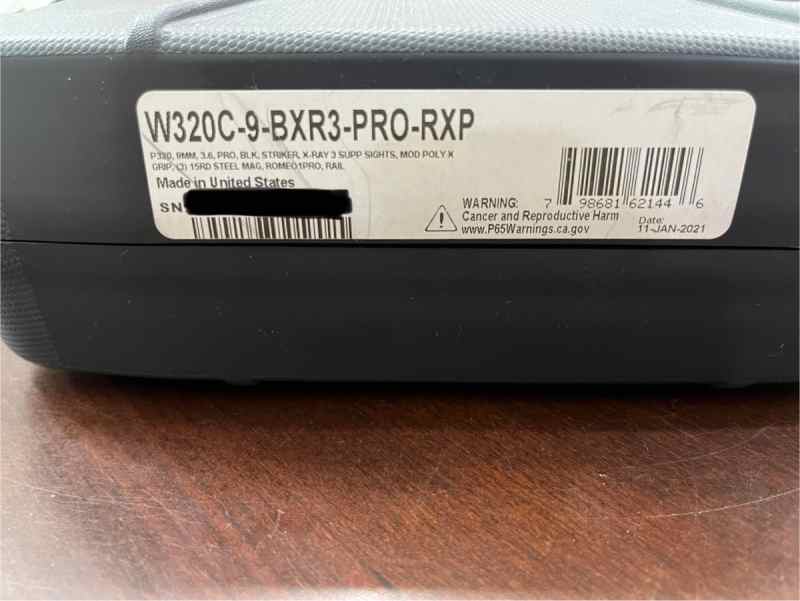 W320C-9-BXR3-PRO-RXP
P320, 9MM, 3.6, PRO, BLK, STRIKER, X-RAY 3 SUPP SIGHTS, MOD POLY X
GRIP, (3) 15RD STEEL MAG, ROMEO1PRO, RAIL
Made in United States
SN
WARNING:
Cancer and Reproductive Harm
www.P65Warnings.ca.gov
7 98681 62144 6
Date:
11-JAN-2021